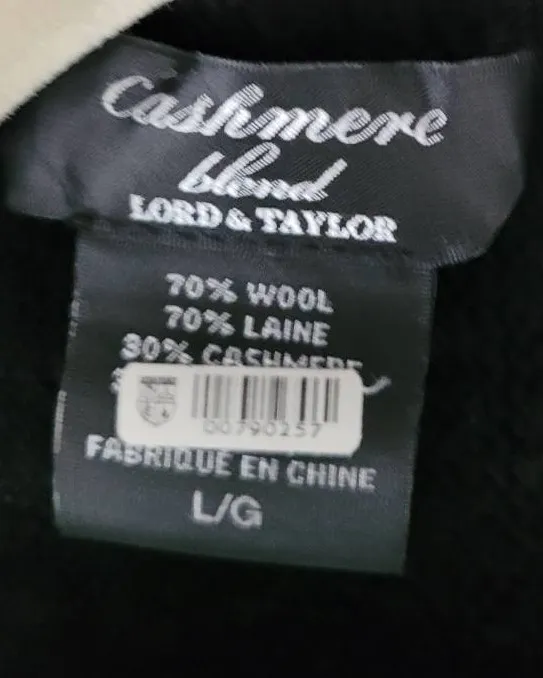 Cashmere
blend
LORD & TAYLOR
70% WOOL
70% LAINE
30% CASHMERE
00790257
FABRIQUE EN CHINE
L/G